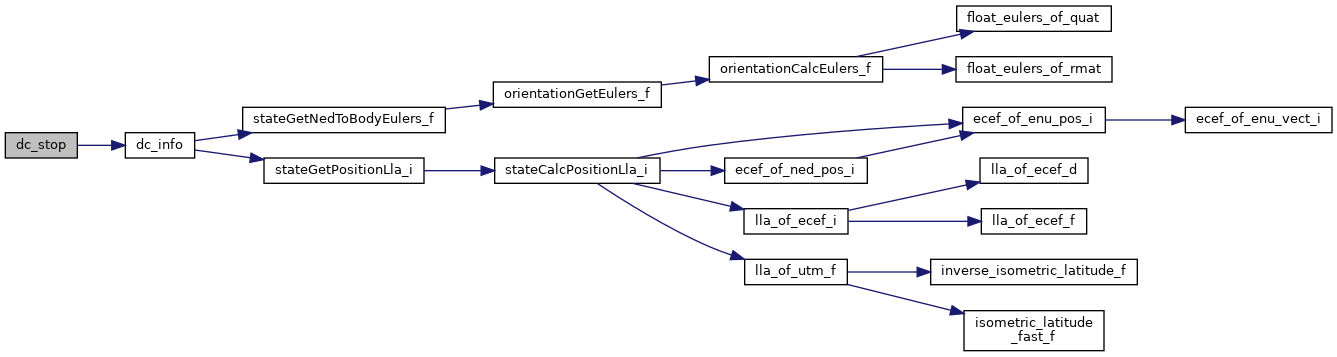 dc_stop
dc_info
stateGetNedToBodyEulers_f
orientationGetEulers_f
orientationCalcEulers_f
float_eulers_of_quat
float_eulers_of_rmat
stateGetPositionLla_i
stateCalcPositionLla_i
ecef_of_enu_pos_i
ecef_of_enu_vect_i
ecef_of_ned_pos_i
lla_of_ecef_i
lla_of_ecef_d
lla_of_ecef_f
lla_of_utm_f
inverse_isometric_latitude_f
isometric_latitude
_fast_f